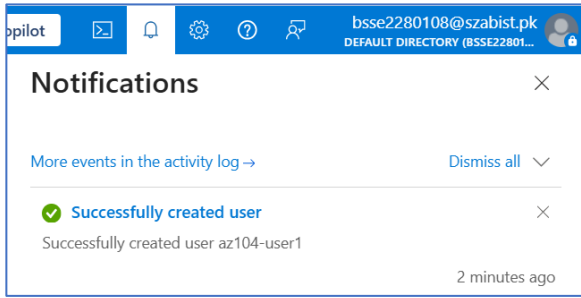 opilot
bsse2280108@szabist.pk
DEFAULT DIRECTORY (BSSE22801...
Notifications
More events in the activity log →
Dismiss all
Successfully created user
Successfully created user az104-user1
2 minutes ago